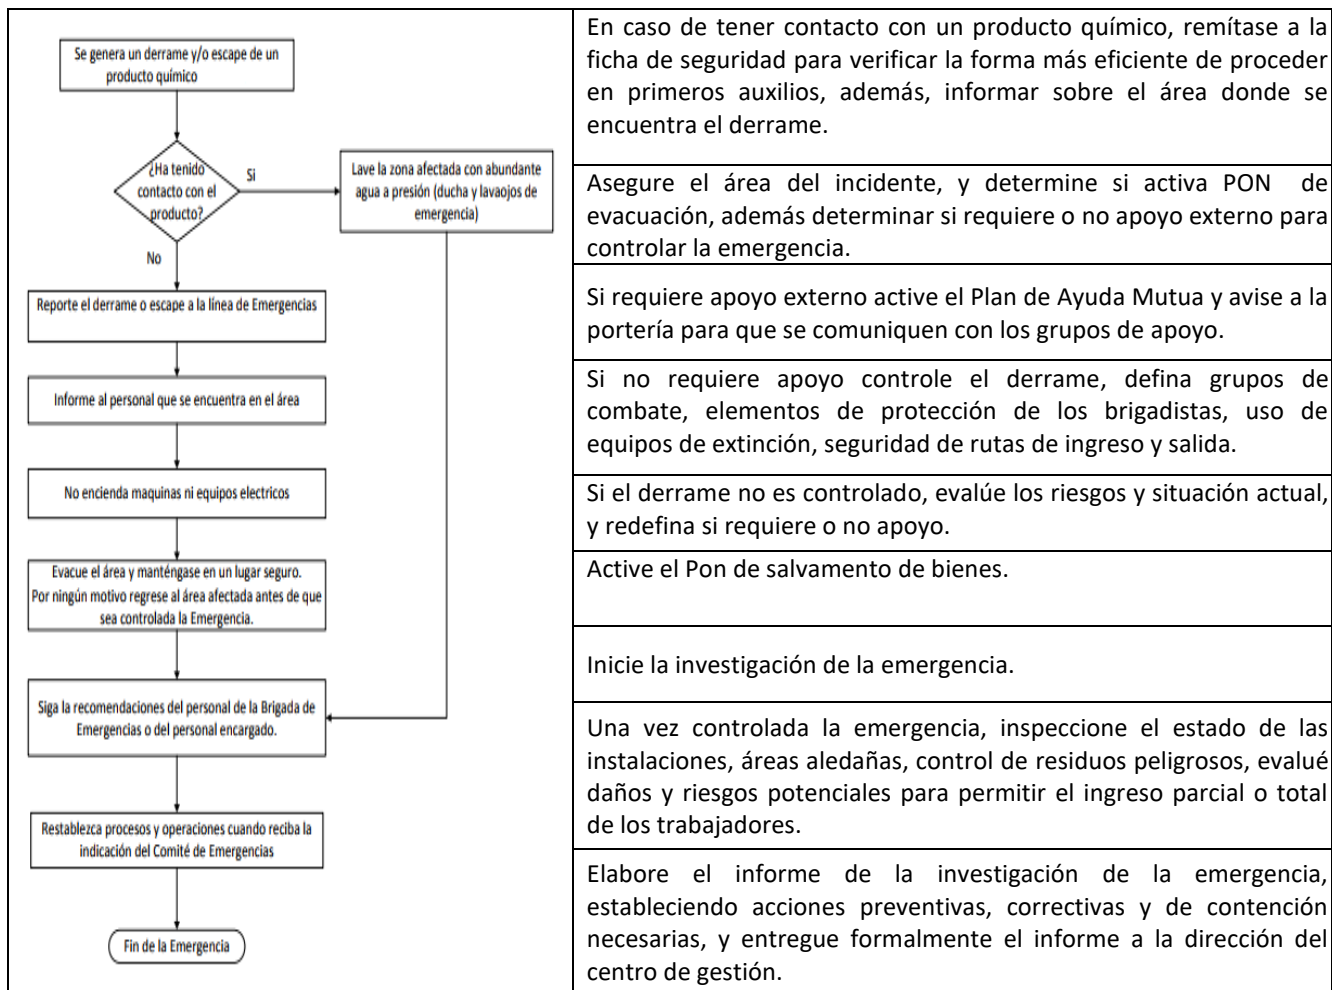 Se genera un derrame y/o escape de un
producto químico
¿Ha tenido
contacto con el
producto?
Si
Lave la zona afectada con abundante
agua a presión (ducha y lavaojos de
emergencia)
No
Reporte el derrame o escape a la línea de Emergencias
Informe al personal que se encuentra en el área
No encienda maquinas ni equipos electricos
Evacue el área y manténgase en un lugar seguro.
Por ningún motivo regrese al área afectada antes de que
sea controlada la Emergencia.
Siga la recomendaciones del personal de la Brigada de
Emergencias o del personal encargado.
Restablezca procesos y operaciones cuando reciba la
indicación del Comité de Emergencias
Fin de la Emergencia
En caso de tener contacto con un producto químico, remítase a la
ficha de seguridad para verificar la forma más eficiente de proceder
en primeros auxilios, además, informar sobre el área donde se
encuentra el derrame.
Asegure el área del incidente, y determine si activa PON de
evacuación, además determinar si requiere o no apoyo externo para
controlar la emergencia.
Si requiere apoyo externo active el Plan de Ayuda Mutua y avise a la
portería para que se comuniquen con los grupos de apoyo.
Si no requiere apoyo controle el derrame, defina grupos de
combate, elementos de protección de los brigadistas, uso de
equipos de extinción, seguridad de rutas de ingreso y salida.
Si el derrame no es controlado, evalúe los riesgos y situación actual,
y redefina si requiere o no apoyo.
Active el Pon de salvamento de bienes.
Inicie la investigación de la emergencia.
Una vez controlada la emergencia, inspeccione el estado de las
instalaciones, áreas aledañas, control de residuos peligrosos, evalué
daños y riesgos potenciales para permitir el ingreso parcial o total
de los trabajadores.
Elabore el informe de la investigación de la emergencia,
estableciendo acciones preventivas, correctivas y de contención
necesarias, y entregue formalmente el informe a la dirección del
centro de gestión.